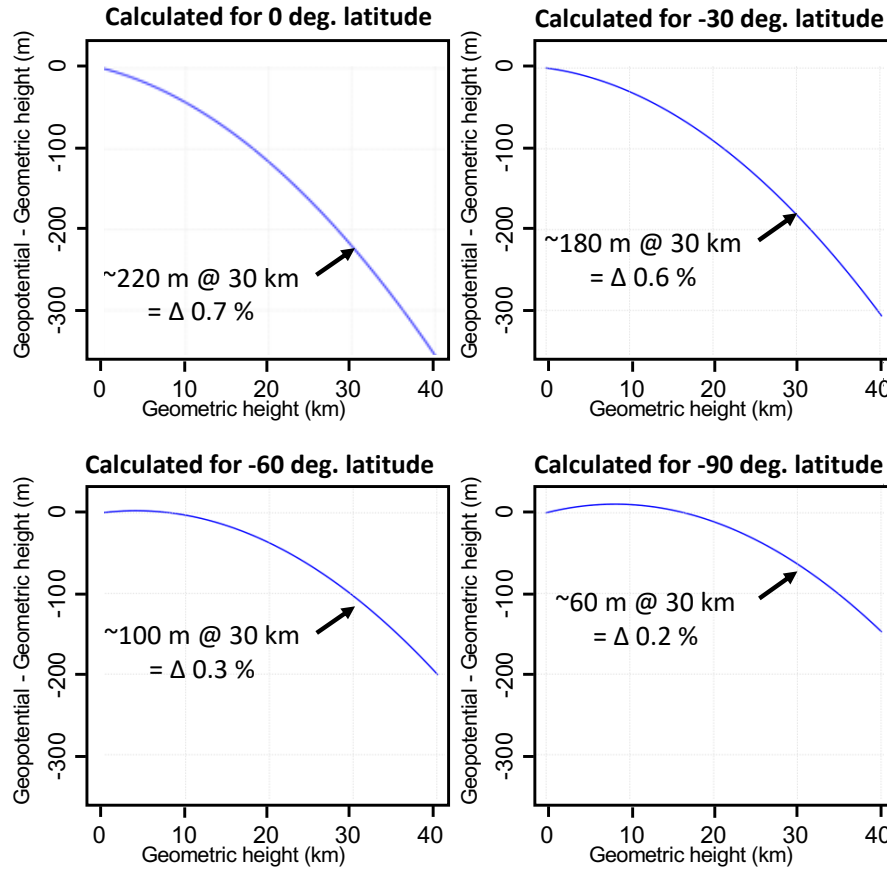 Calculated for 0 deg. latitude
Geopotential - Geometric height (m)
0
-100
-200
-300
~220 m @ 30 km
= Δ 0.7 %
0 10 20 30 40
Geometric height (km)
Calculated for -30 deg. latitude
Geopotential - Geometric height (m)
0
-100
-200
-300
~180 m @ 30 km
= Δ 0.6 %
0 10 20 30 40
Geometric height (km)
Calculated for -60 deg. latitude
Geopotential - Geometric height (m)
0
-100
-200
-300
~100 m @ 30 km
= Δ 0.3 %
0 10 20 30 40
Geometric height (km)
Calculated for -90 deg. latitude
Geopotential - Geometric height (m)
0
-100
-200
-300
~60 m @ 30 km
= Δ 0.2 %
0 10 20 30 40
Geometric height (km)